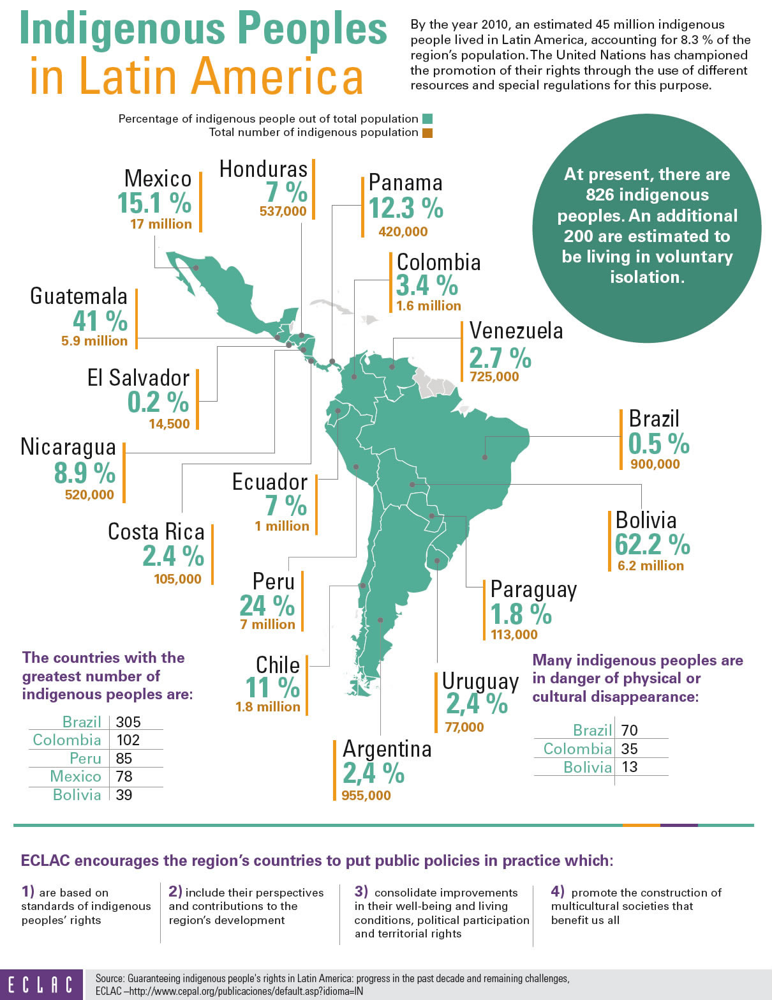 Indigenous Peoples
in Latin America
By the year 2010, an estimated 45 million indigenous
people lived in Latin America, accounting for 8.3 % of the
region's population. The United Nations has championed
the promotion of their rights through the use of different
resources and special regulations for this purpose.
Percentage of indigenous people out of total population
Total number of indigenous population
At present, there are
826 indigenous
peoples. An additional
200 are estimated to
be living in voluntary
isolation.
Mexico
15.1 %
17 million
Honduras
7 %
537,000
Panama
12.3 %
420,000
Colombia
3.4 %
1.6 million
Guatemala
41 %
5.9 million
Venezuela
2.7 %
725,000
El Salvador
0.2 %
14,500
Brazil
0.5 %
900,000
Nicaragua
8.9 %
520,000
Ecuador
7 %
1 million
Costa Rica
2.4 %
105,000
Bolivia
62.2 %
6.2 million
Peru
24 %
7 million
Paraguay
1.8 %
113,000
Chile
11 %
1.8 million
Uruguay
2,4 %
77,000
Argentina
2,4 %
955,000
The countries with the
greatest number of
indigenous peoples are:
Brazil 305
Colombia 102
Peru 85
Mexico 78
Bolivia 39
Many indigenous peoples are
in danger of physical or
cultural disappearance:
Brazil 70
Colombia 35
Bolivia 13
ECLAC encourages the region's countries to put public policies in practice which:
1) are based on
standards of indigenous
peoples' rights
2) include their perspectives
and contributions to the
region's development
3) consolidate improvements
in their well-being and living
conditions, political participation
and territorial rights
4) promote the construction of
multicultural societies that
benefit us all
ECLAC
Source: Guaranteeing indigenous people's rights in Latin America: progress in the past decade and remaining challenges,
ECLAC –http://www.cepal.org/publicaciones/default.asp?idioma=IN